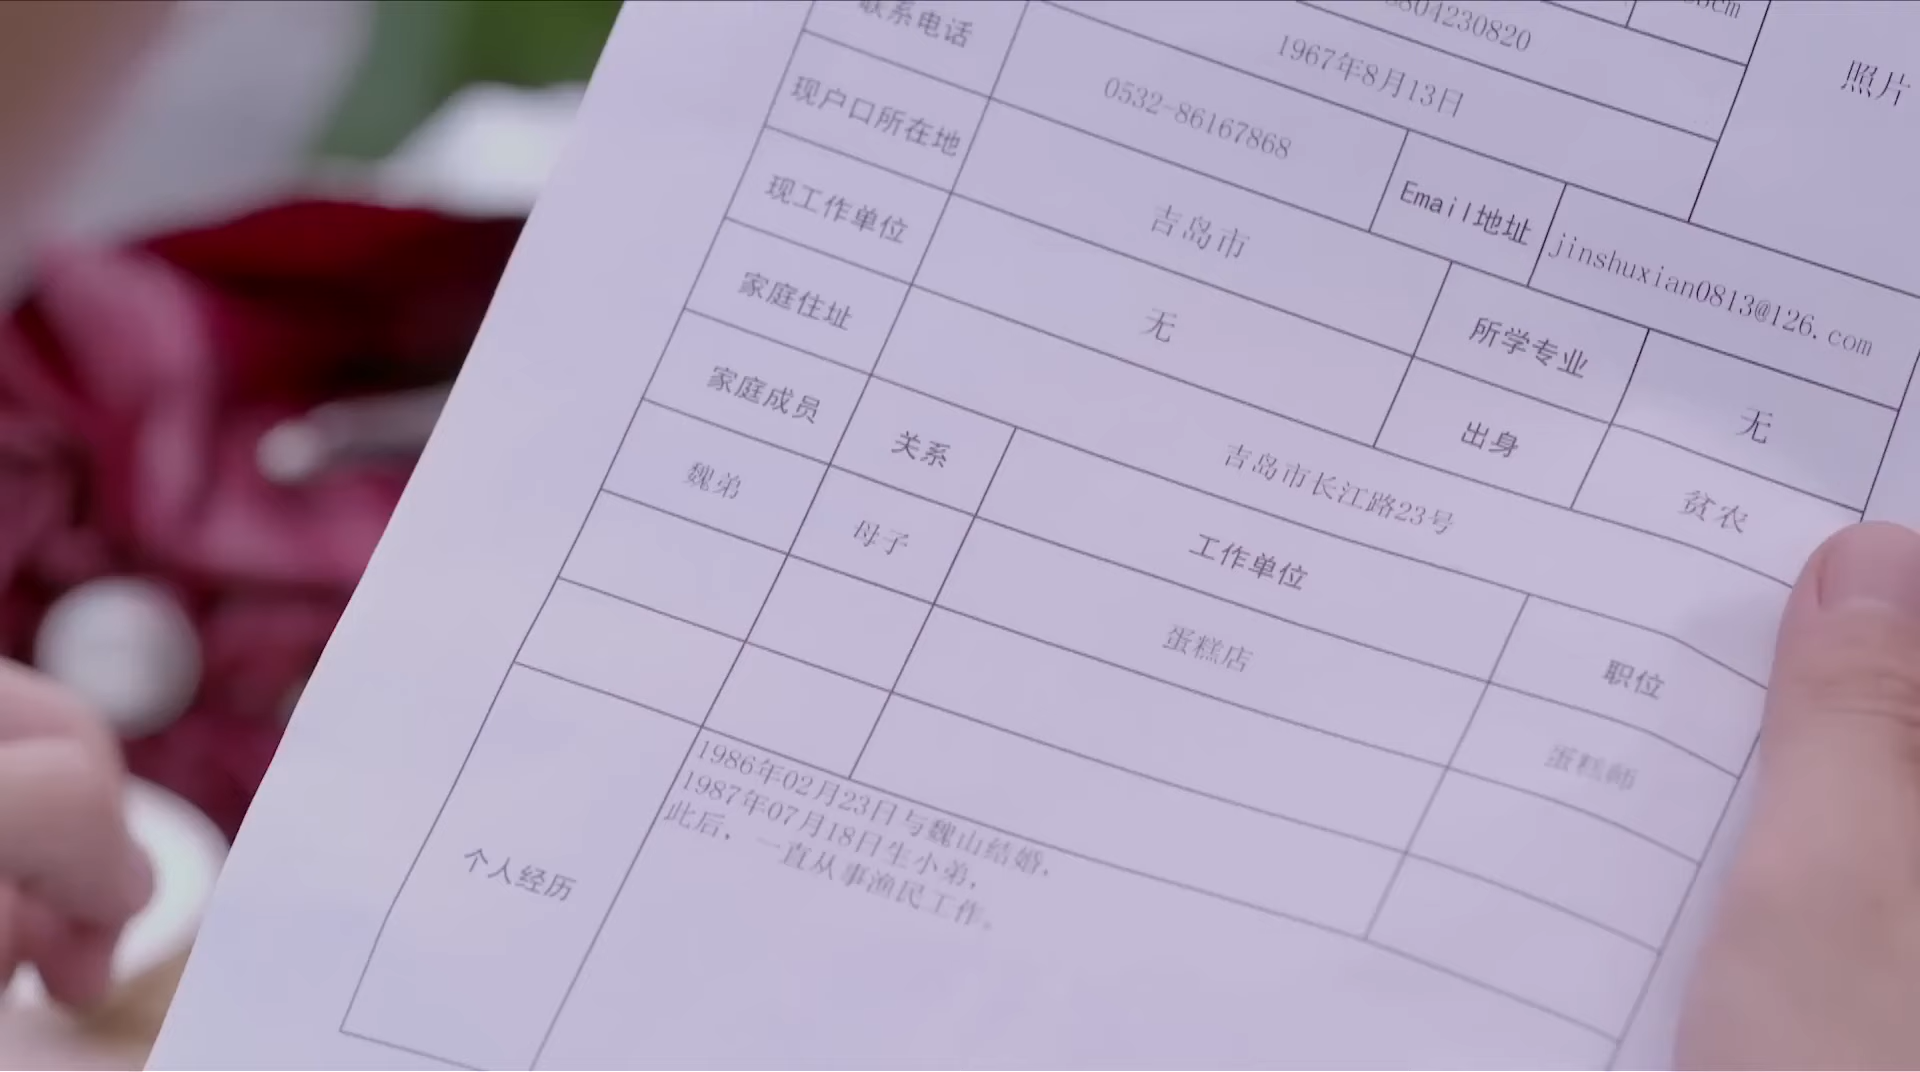 804230820
照片
1967年8月13日
联系电话
0532-86167868
Email地址
jinshuxian0813@126.com
现户口所在地
吉岛市
所学专业
无
现工作单位
无
出身
贫农
家庭住址
吉岛市长江路23号
家庭成员
关系
工作单位
职位
魏弟
母子
蛋糕店
蛋糕师
个人经历
1986年02月23日与魏山结婚,
1987年07月18日生小弟,
此后,一直从事渔民工作。